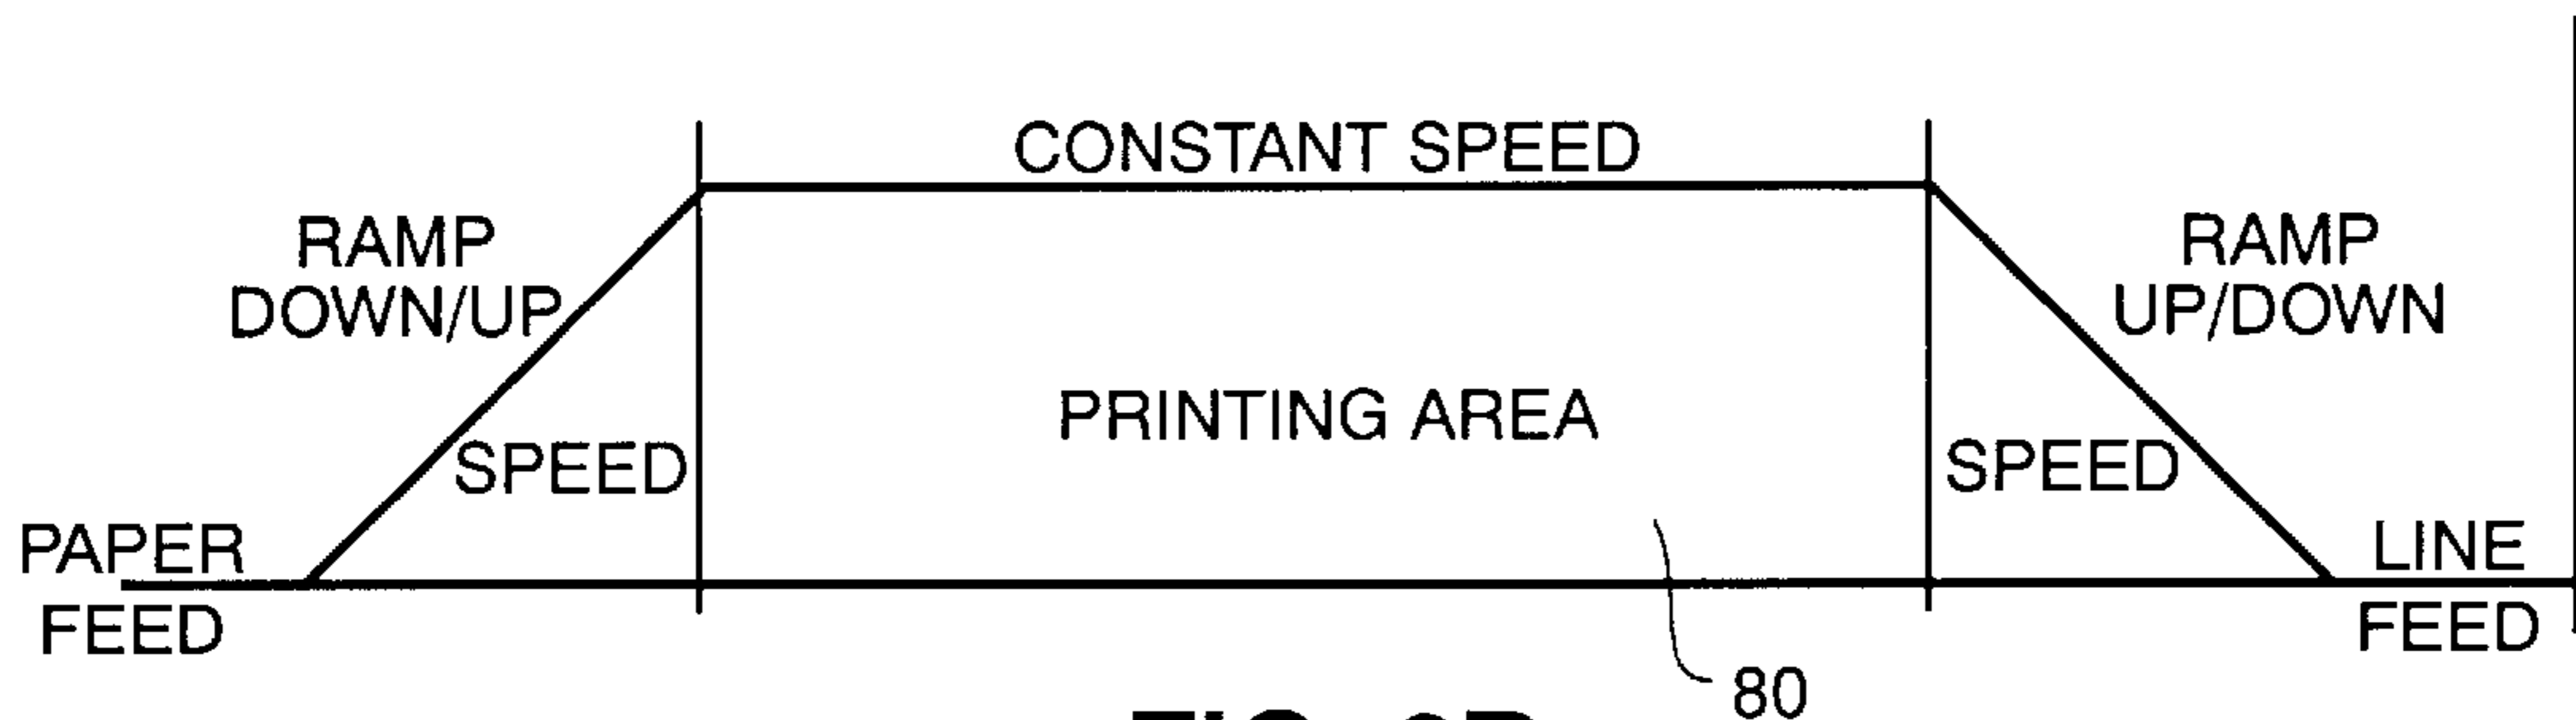 CONSTANT SPEED
RAMP
DOWN/UP
RAMP
UP/DOWN
PRINTING AREA
SPEED
SPEED
PAPER
FEED
LINE
FEED
80